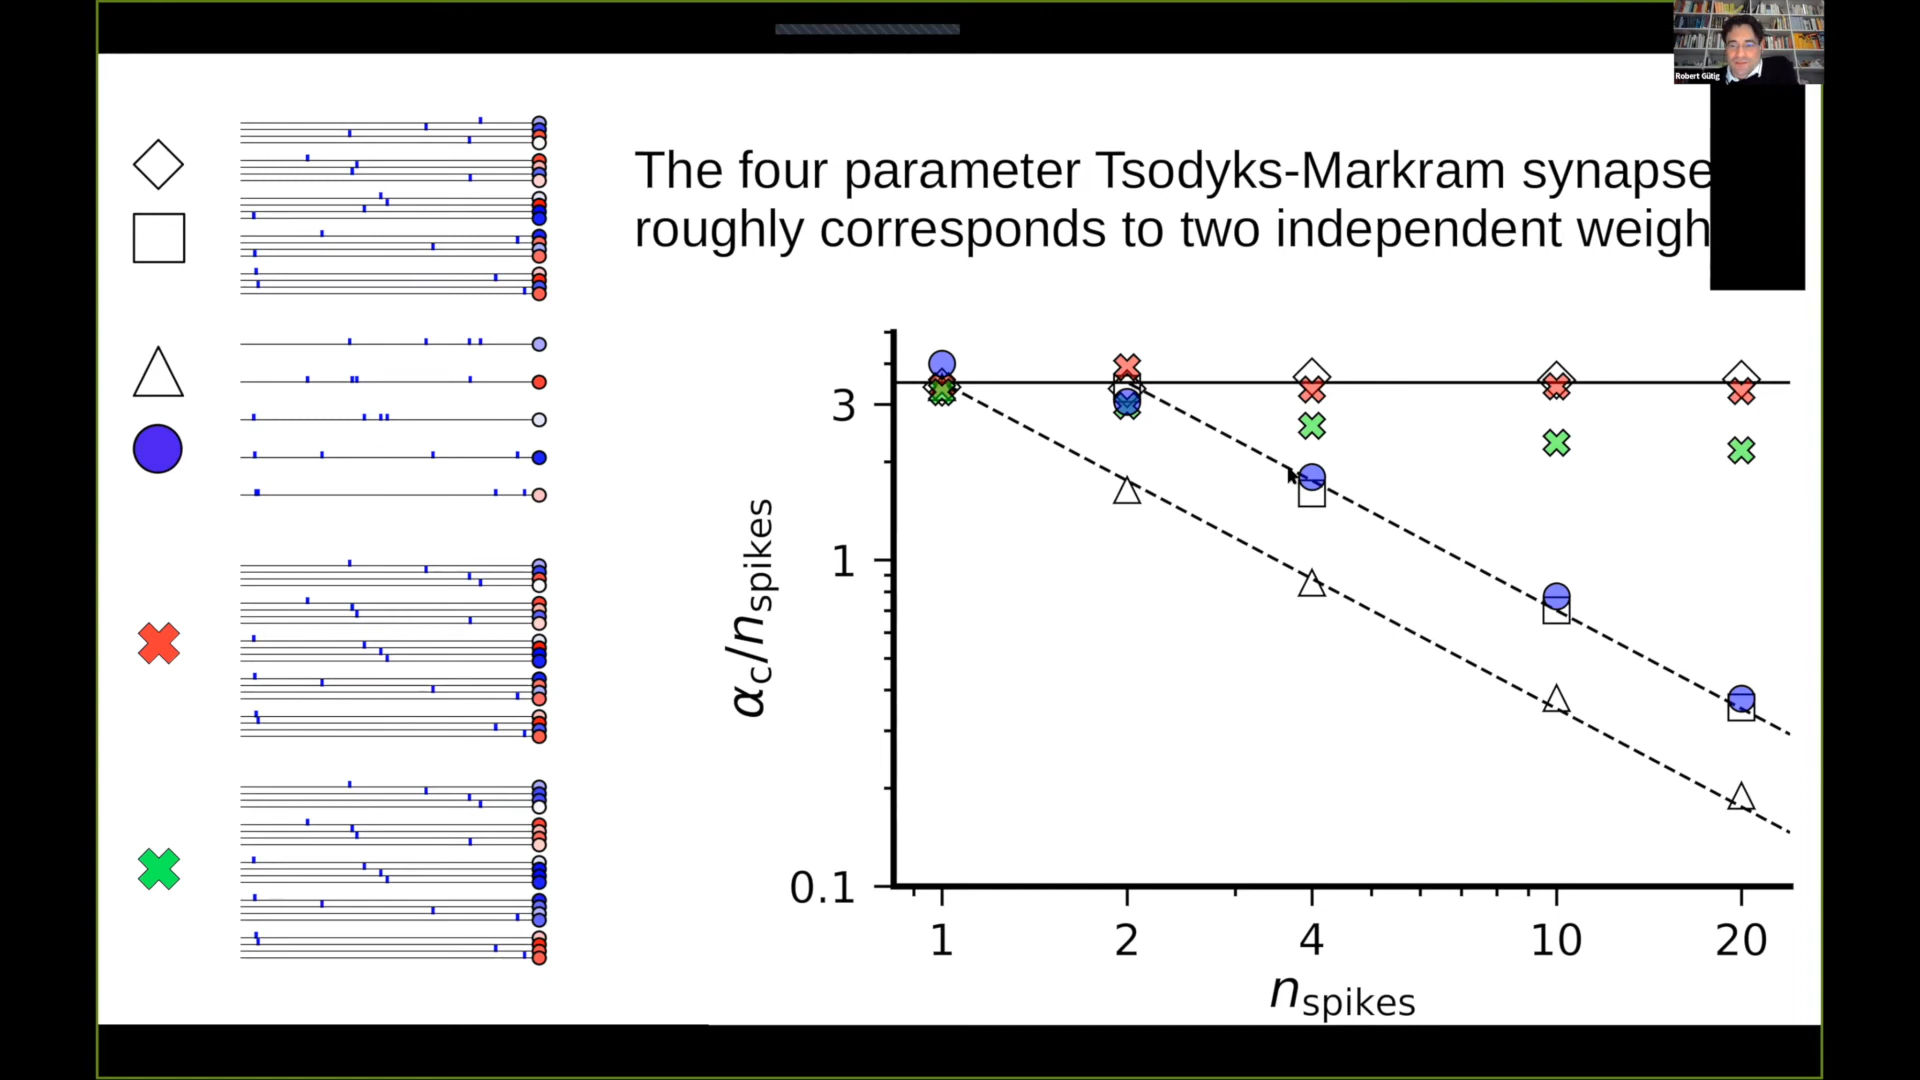 Robert Gütig
The four parameter Tsodyks-Markram synapse
roughly corresponds to two independent weigh
3
1
0.1
αc/nspikes
1 2 4 10 20
nspikes